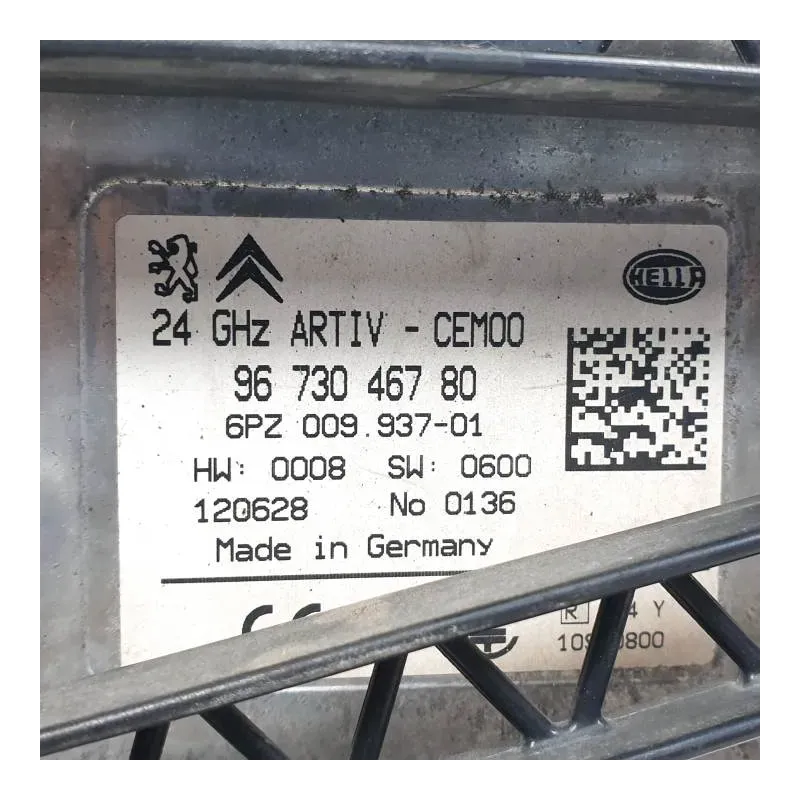 HELLA
24 GHz ARTIV - CEM00
96 730 467 80
6PZ 009.937-01
HW: 0008 SW: 0600
120628 No 0136
Made in Germany
R 4 Y